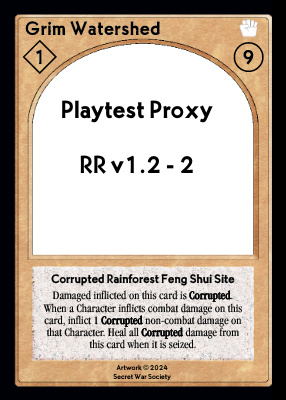 Grim Watershed
1
9
Playtest Proxy
RR v1.2 - 2
Corrupted Rainforest Feng Shui Site
Damaged inflicted on this card is Corrupted.
When a Character inflicts combat damage on this
card, inflict 1 Corrupted non-combat damage on
that Character. Heal all Corrupted damage from
this card when it is seized.
Artwork © 2024
Secret War Society